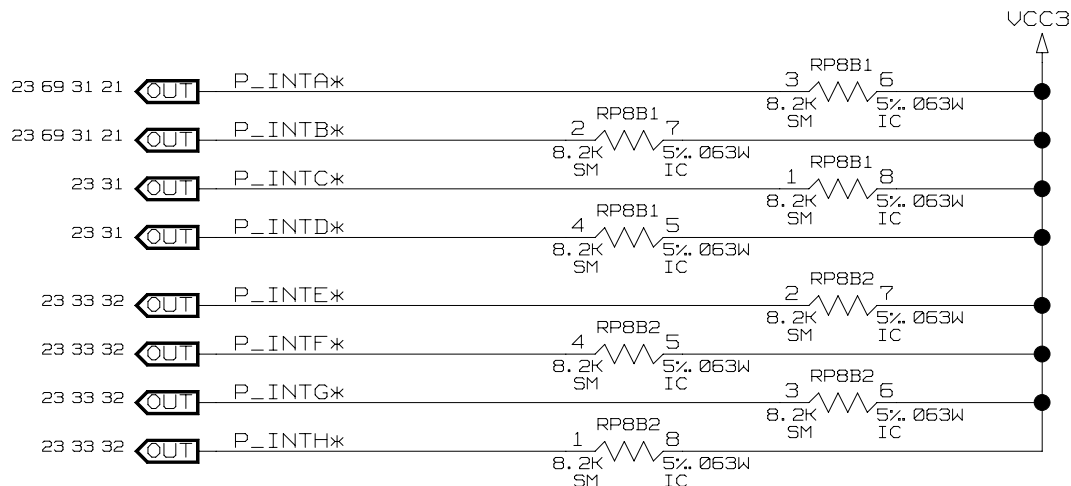 VCC3
RP8B1
23 69 31 21 OUT P_INTA* 3 6
8.2K 5%.063W
SM IC
RP8B1
23 69 31 21 OUT P_INTB* 2 7
8.2K 5%.063W
SM IC
RP8B1
23 31 OUT P_INTC* 1 8
8.2K 5%.063W
SM IC
RP8B1
23 31 OUT P_INTD* 4 5
8.2K 5%.063W
SM IC
RP8B2
23 33 32 OUT P_INTE* 2 7
8.2K 5%.063W
SM IC
RP8B2
23 33 32 OUT P_INTF* 4 5
8.2K 5%.063W
SM IC
RP8B2
23 33 32 OUT P_INTG* 3 6
8.2K 5%.063W
SM IC
RP8B2
23 33 32 OUT P_INTH* 1 8
8.2K 5%.063W
SM IC